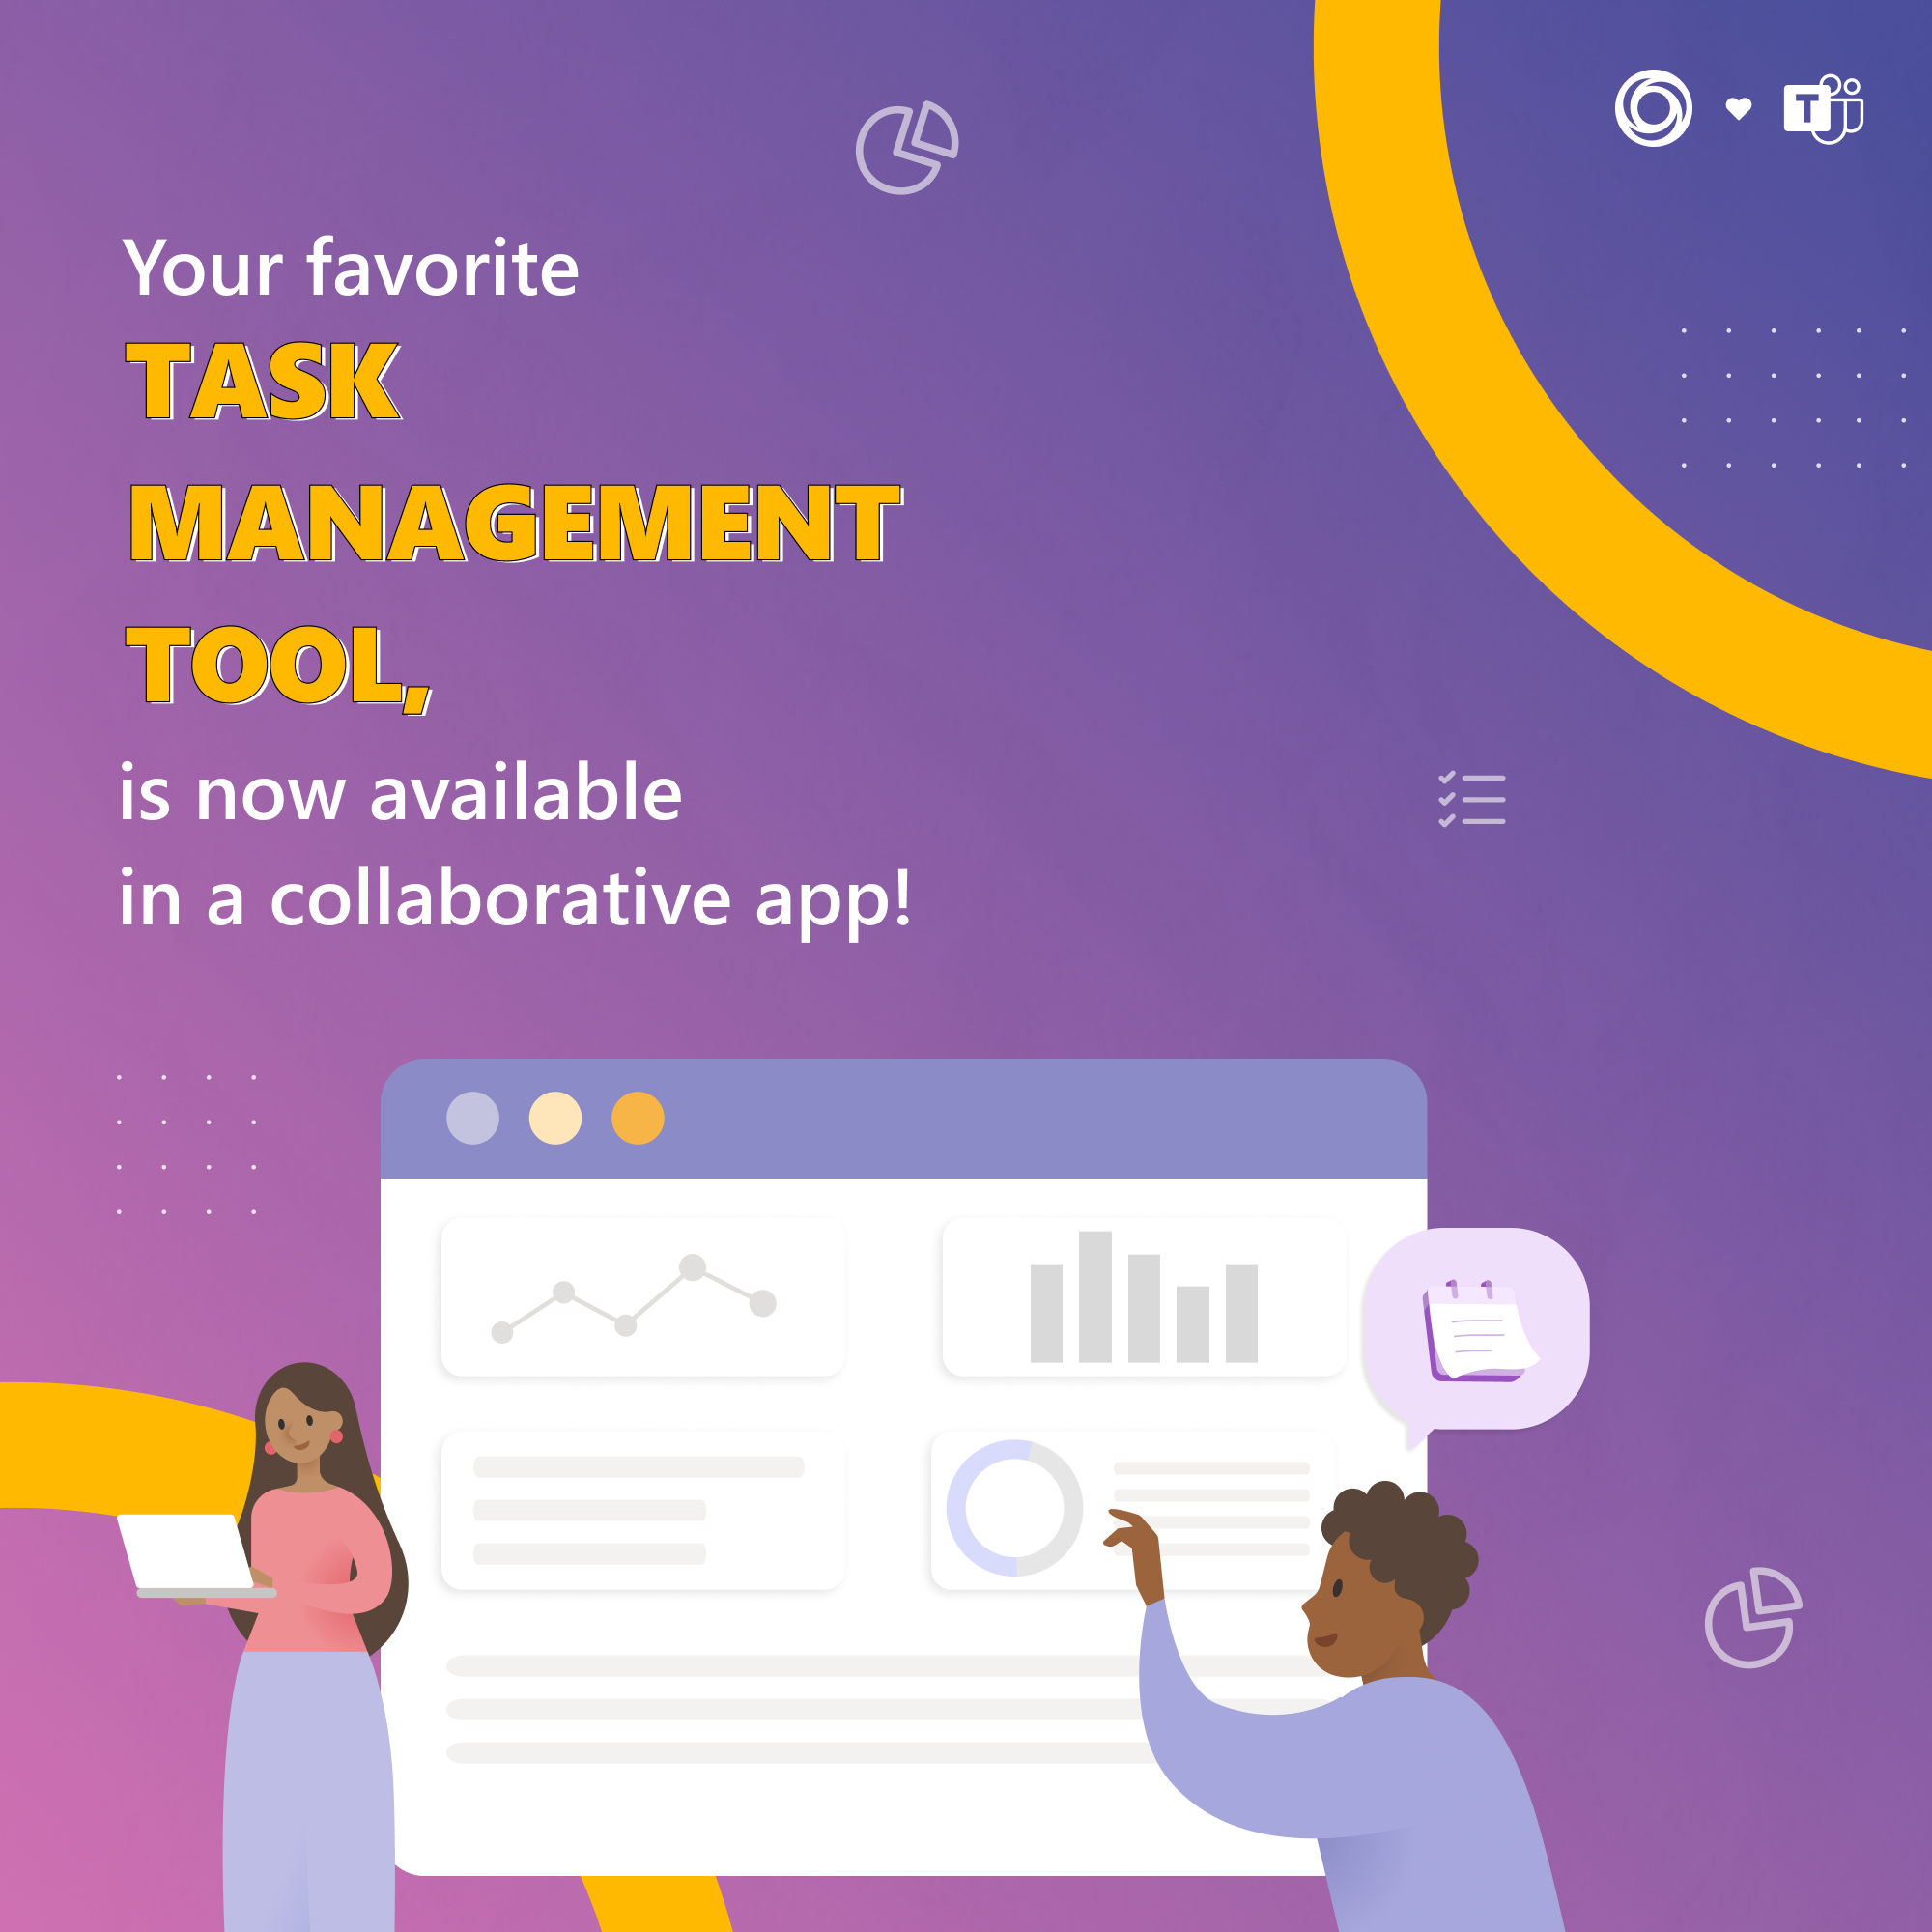 Your favorite
TASK
MANAGEMENT
TOOL,
is now available
in a collaborative app!
T